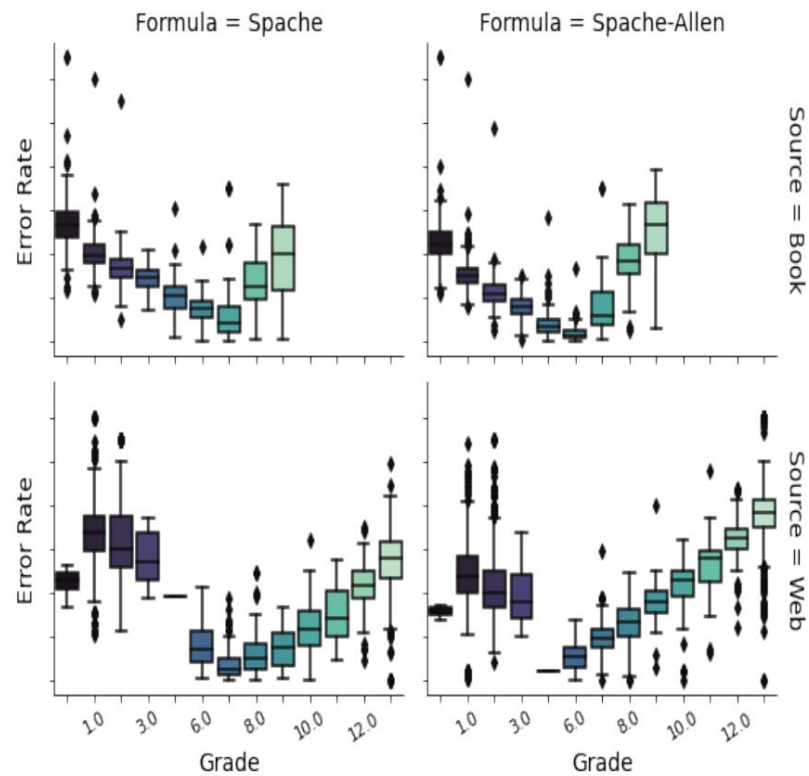 Formula = Spache
Formula = Spache-Allen
Error Rate
Source = Book
Error Rate
Source = Web
1.0 3.0 6.0 8.0 10.0 12.0
1.0 3.0 6.0 8.0 10.0 12.0
Grade
Grade